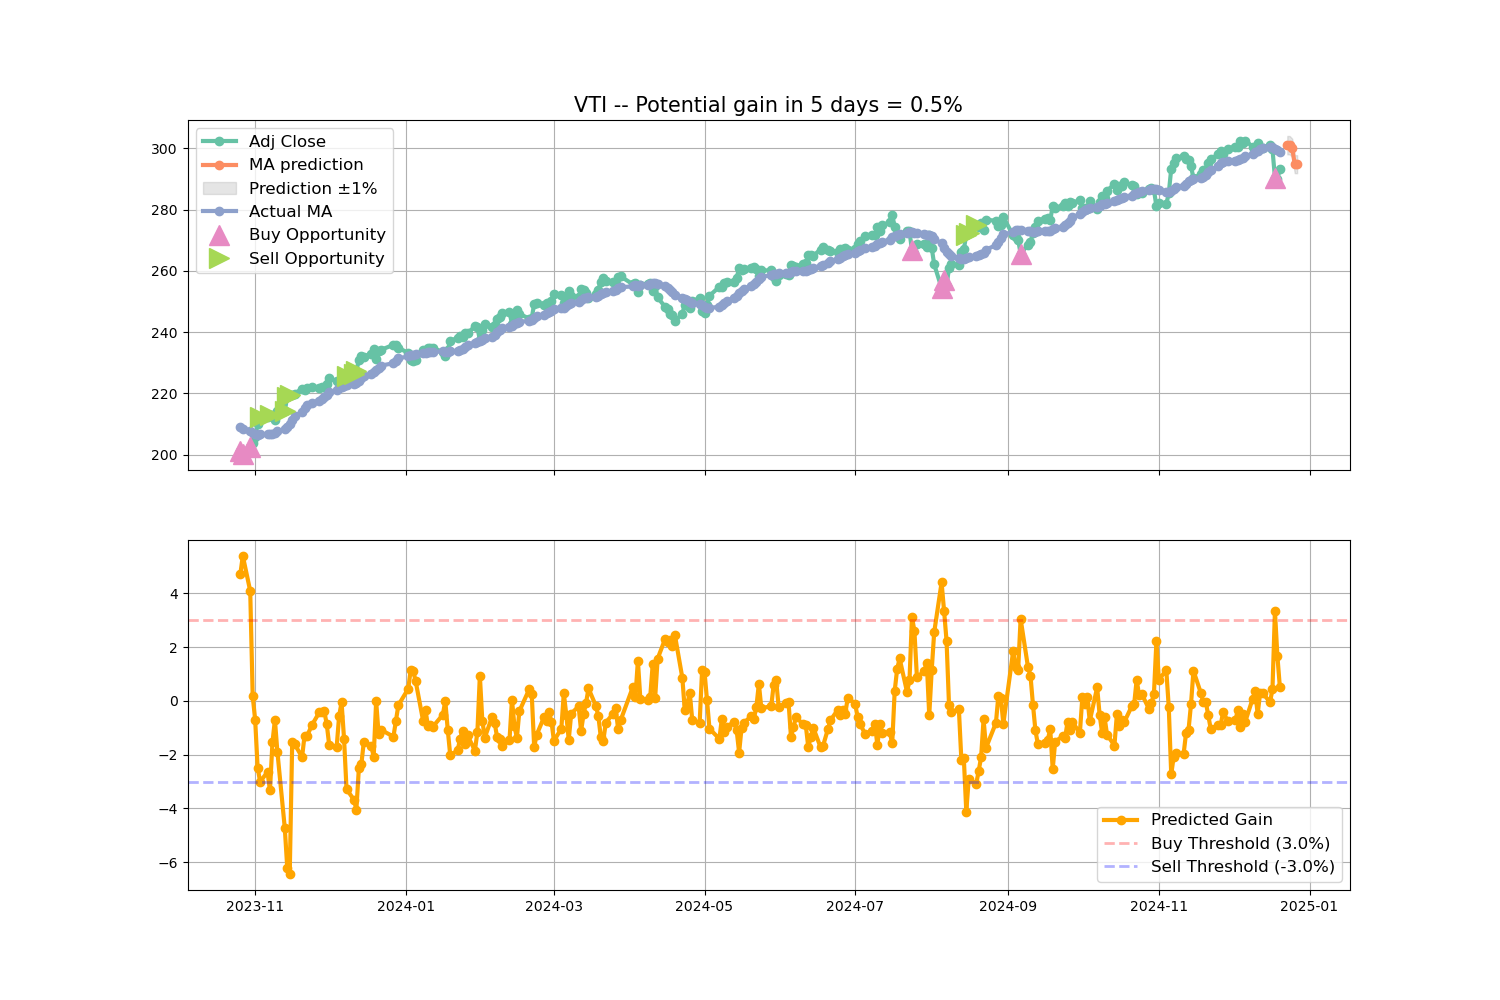 VTI -- Potential gain in 5 days = 0.5%
300
280
260
240
220
200
Adj Close
MA prediction
Prediction ±1%
Actual MA
Buy Opportunity
Sell Opportunity
4
2
0
−2
−4
−6
Predicted Gain
Buy Threshold (3.0%)
Sell Threshold (-3.0%)
2023-11 2024-01 2024-03 2024-05 2024-07 2024-09 2024-11 2025-01